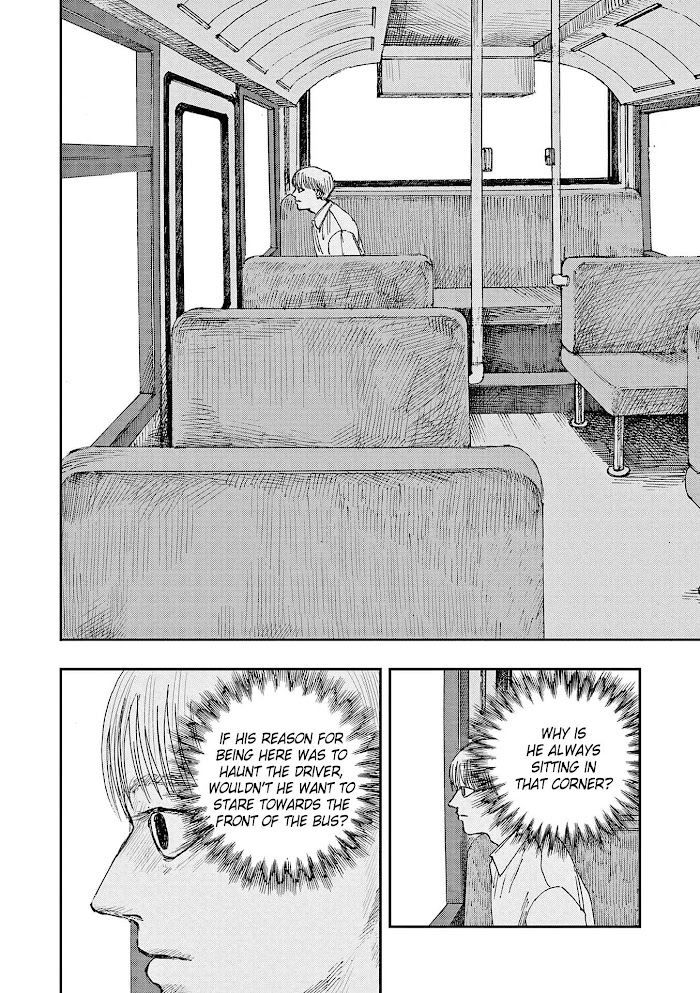 WHY IS
HE ALWAYS
SITTING IN
THAT CORNER?
IF HIS REASON FOR
BEING HERE WAS TO
HAUNT THE DRIVER,
WOULDN'T HE WANT TO
STARE TOWARDS THE
FRONT OF THE BUS?